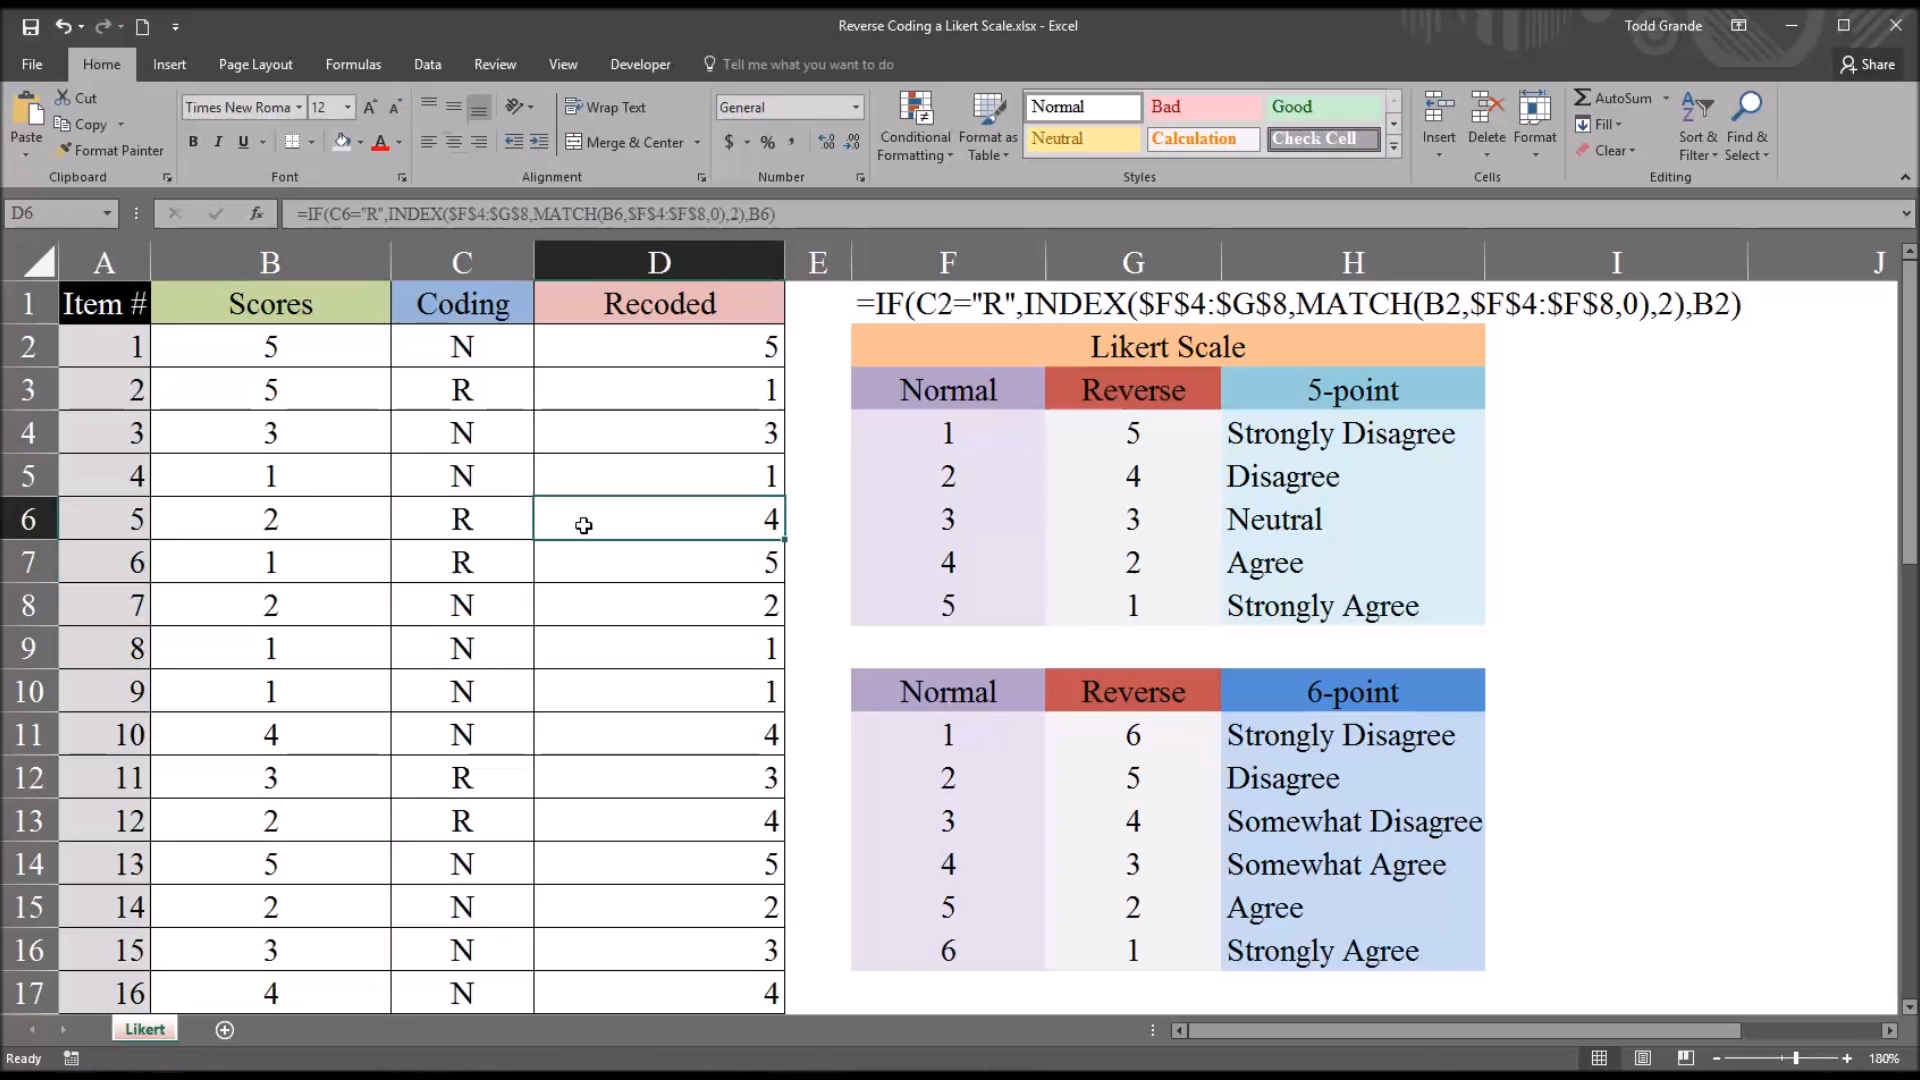 Reverse Coding a Likert Scale.xlsx - Excel
Todd Grande
File Home Insert Page Layout Formulas Data Review View Developer Tell me what you want to do
Share
Paste
Cut
Copy
Format Painter
Clipboard
Times New Roma 12
B I U
Font
Wrap Text
Merge & Center
Alignment
General
$ % ,
Number
Conditional Formatting
Format as Table
Normal Bad Good
Neutral Calculation Check Cell
Styles
Insert Delete Format
Cells
AutoSum
Fill
Clear
Sort & Filter
Find & Select
Editing
D6 fx =IF(C6="R",INDEX($F$4:$G$8,MATCH(B6,$F$4:$F$8,0),2),B6)
A B C D E F G H I J
1 Item # Scores Coding Recoded =IF(C2="R",INDEX($F$4:$G$8,MATCH(B2,$F$4:$F$8,0),2),B2)
2 1 5 N 5 Likert Scale
3 2 5 R 1 Normal Reverse 5-point
4 3 3 N 3 1 5 Strongly Disagree
5 4 1 N 1 2 4 Disagree
6 5 2 R 4 3 3 Neutral
7 6 1 R 5 4 2 Agree
8 7 2 N 2 5 1 Strongly Agree
9 8 1 N 1
10 9 1 N 1 Normal Reverse 6-point
11 10 4 N 4 1 6 Strongly Disagree
12 11 3 R 3 2 5 Disagree
13 12 2 R 4 3 4 Somewhat Disagree
14 13 5 N 5 4 3 Somewhat Agree
15 14 2 N 2 5 2 Agree
16 15 3 N 3 6 1 Strongly Agree
17 16 4 N 4
Likert
Ready
180%